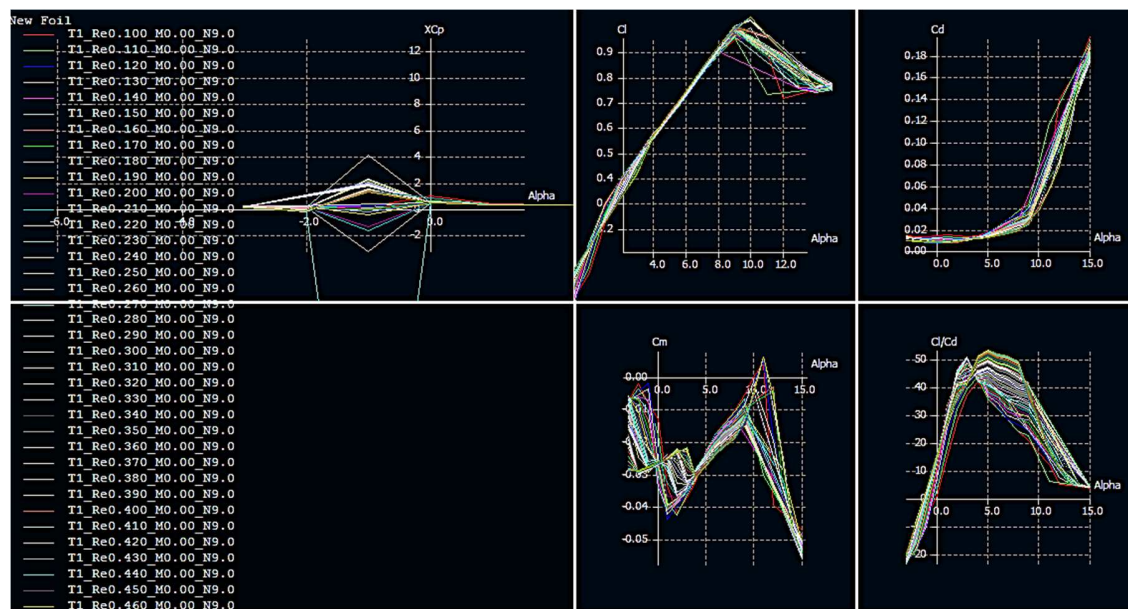 New Foil
T1_Re0.100_M0.00_N9.0
T1_Re0.110_M0.00_N9.0
T1_Re0.120_M0.00_N9.0
T1_Re0.130_M0.00_N9.0
T1_Re0.140_M0.00_N9.0
T1_Re0.150_M0.00_N9.0
T1_Re0.160_M0.00_N9.0
T1_Re0.170_M0.00_N9.0
T1_Re0.180_M0.00_N9.0
T1_Re0.190_M0.00_N9.0
T1_Re0.200_M0.00_N9.0
T1_Re0.210_M0.00_N9.0
T1_Re0.220_M0.00_N9.0
T1_Re0.230_M0.00_N9.0
T1_Re0.240_M0.00_N9.0
T1_Re0.250_M0.00_N9.0
T1_Re0.260_M0.00_N9.0
T1_Re0.270_M0.00_N9.0
T1_Re0.280_M0.00_N9.0
T1_Re0.290_M0.00_N9.0
T1_Re0.300_M0.00_N9.0
T1_Re0.310_M0.00_N9.0
T1_Re0.320_M0.00_N9.0
T1_Re0.330_M0.00_N9.0
T1_Re0.340_M0.00_N9.0
T1_Re0.350_M0.00_N9.0
T1_Re0.360_M0.00_N9.0
T1_Re0.370_M0.00_N9.0
T1_Re0.380_M0.00_N9.0
T1_Re0.390_M0.00_N9.0
T1_Re0.400_M0.00_N9.0
T1_Re0.410_M0.00_N9.0
T1_Re0.420_M0.00_N9.0
T1_Re0.430_M0.00_N9.0
T1_Re0.440_M0.00_N9.0
T1_Re0.450_M0.00_N9.0
T1_Re0.460_M0.00_N9.0
XCp
12
10
8
6
4
2
-2
Alpha
-6.0 -4.0 -2.0 0.0
Cl
0.9
0.8
0.6
0.5
0.4
Alpha
4.0 6.0 8.0 10.0 12.0
Cd
0.18
0.16
0.14
0.12
0.10
0.08
0.06
0.04
0.02
0.00
Alpha
0.0 5.0 10.0 15.0
Cm
Alpha
0.0 5.0 15.0
-0.04
-0.05
Cl/Cd
50
40
30
20
10
Alpha
0.0 5.0 10.0 15.0